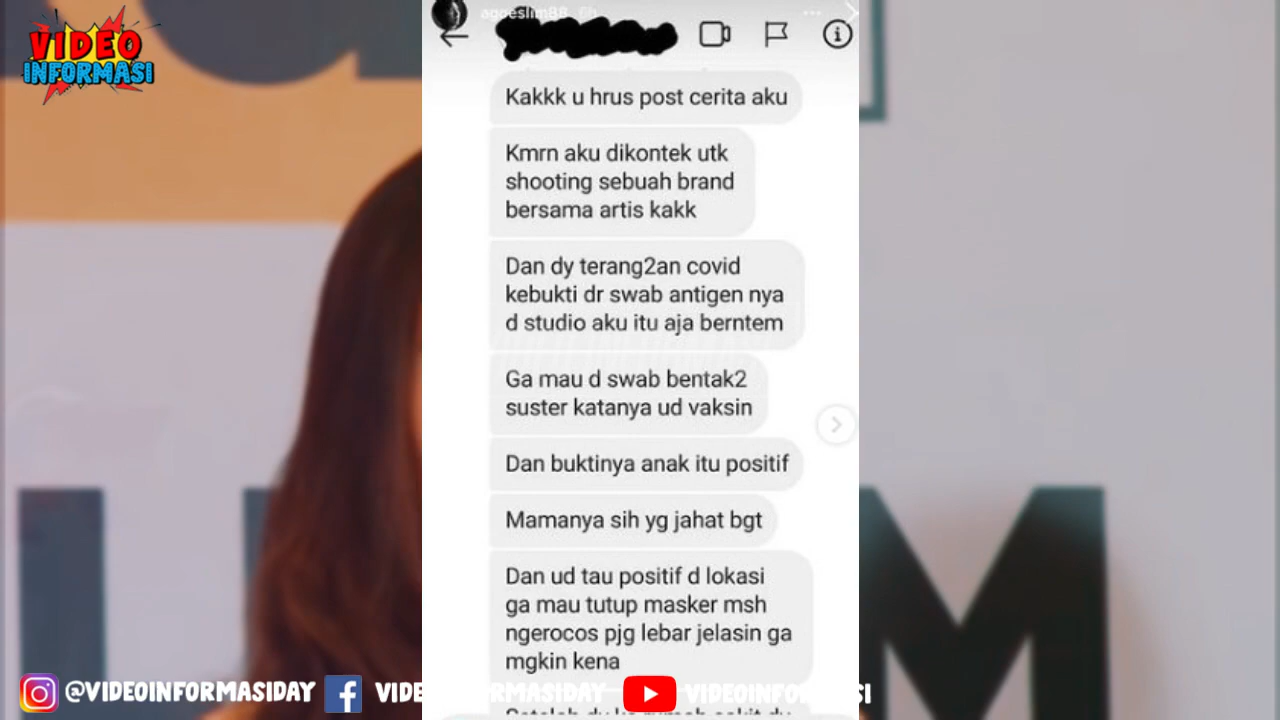 VIDEO
INFORMASI
agoeslim88 6h
Kakkk u hrus post cerita aku
Kmrn aku dikontek utk
shooting sebuah brand
bersama artis kakk
Dan dy terang2an covid
kebukti dr swab antigen nya
d studio aku itu aja berntem
Ga mau d swab bentak2
suster katanya ud vaksin
Dan buktinya anak itu positif
Mamanya sih yg jahat bgt
Dan ud tau positif d lokasi
ga mau tutup masker msh
ngerocos pjg lebar jelasin ga
mgkin kena
@VIDEOINFORMASIDAY